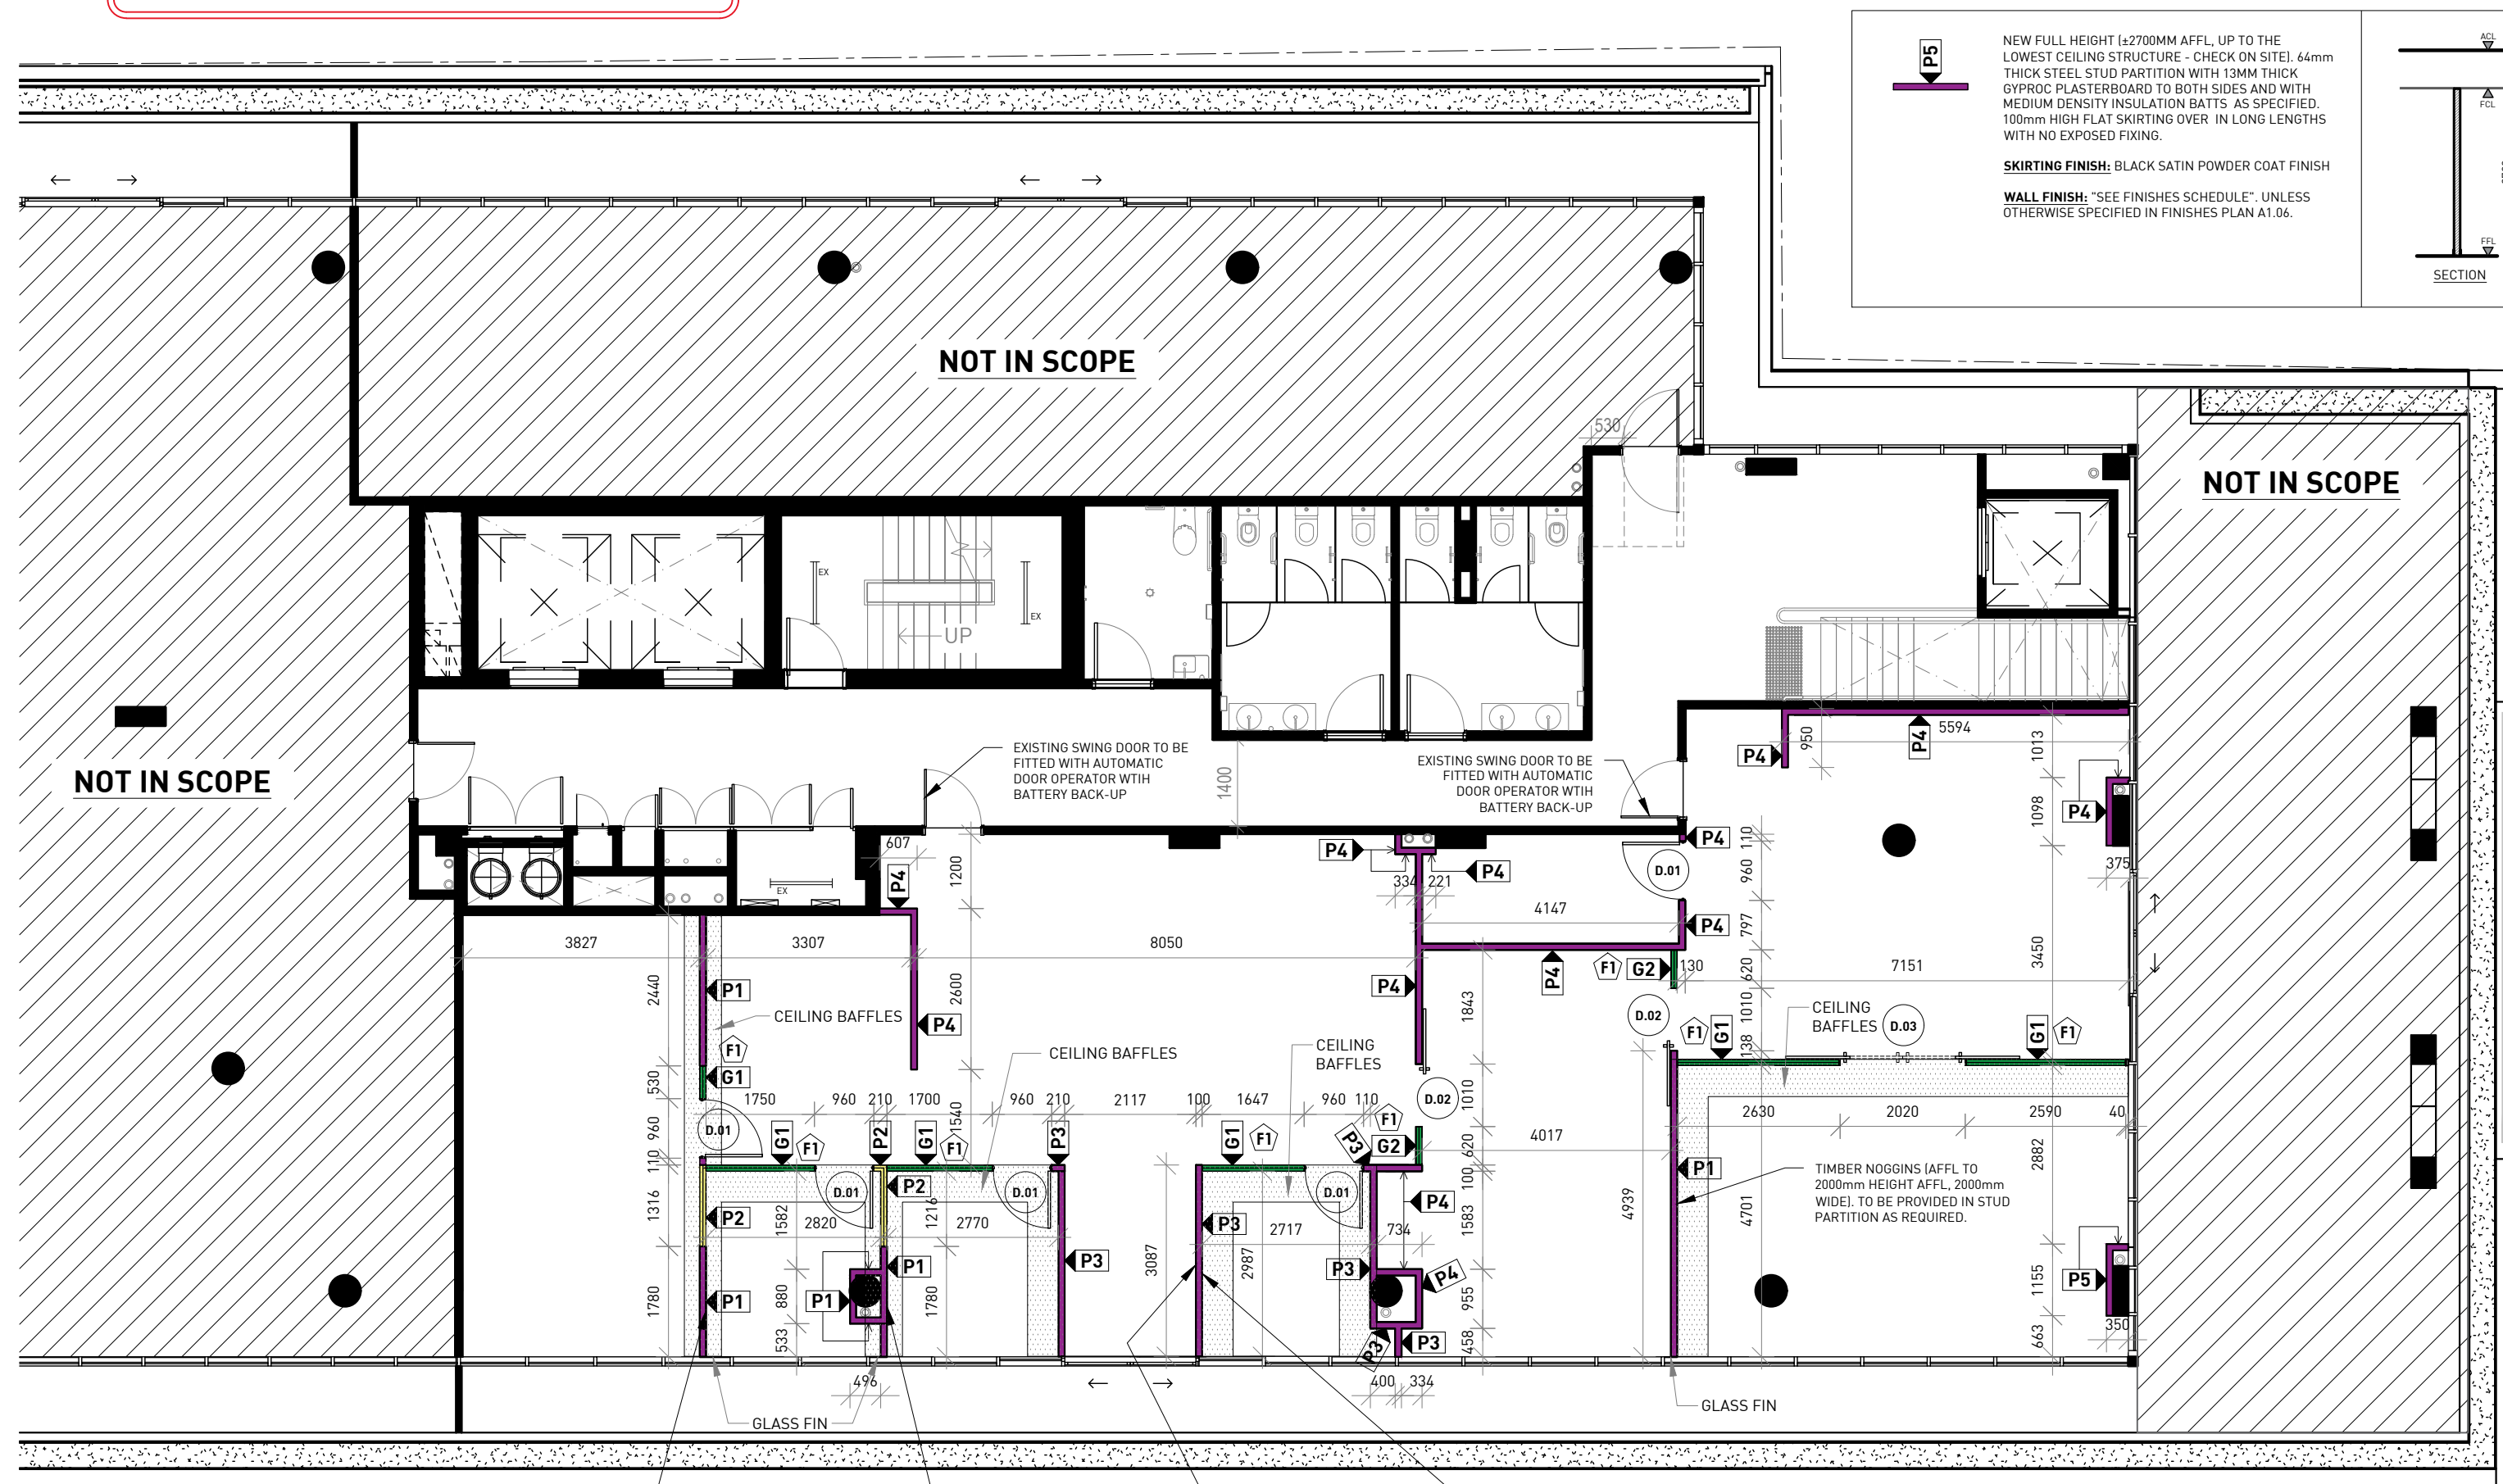 P5
NEW FULL HEIGHT (±2700MM AFFL, UP TO THE
LOWEST CEILING STRUCTURE - CHECK ON SITE). 64mm
THICK STEEL STUD PARTITION WITH 13MM THICK
GYPROC PLASTERBOARD TO BOTH SIDES AND WITH
MEDIUM DENSITY INSULATION BATTS AS SPECIFIED.
100mm HIGH FLAT SKIRTING OVER IN LONG LENGTHS
WITH NO EXPOSED FIXING.
SKIRTING FINISH: BLACK SATIN POWDER COAT FINISH
WALL FINISH: "SEE FINISHES SCHEDULE". UNLESS
OTHERWISE SPECIFIED IN FINISHES PLAN A1.06.
ACL
FCL
FFL
SECTION
NOT IN SCOPE
530
NOT IN SCOPE
EX
EX
UP
NOT IN SCOPE
EXISTING SWING DOOR TO BE
FITTED WITH AUTOMATIC
DOOR OPERATOR WTIH
BATTERY BACK-UP
1400
EXISTING SWING DOOR TO BE
FITTED WITH AUTOMATIC
DOOR OPERATOR WTIH
BATTERY BACK-UP
P4
950
P4
5594
1013
1098
P4
375
607
P4
1200
EX
P4
334
221
P4
P4
D.01
110
960
4147
P4
797
3827
3307
8050
2440
P1
2600
P4
P4
P4
F1
G2
130
620
7151
3450
CEILING BAFFLES
1843
D.02
F1
G1
1010
138
CEILING
BAFFLES
D.03
G1
F1
F1
G1
530
CEILING BAFFLES
CEILING
BAFFLES
1750
960
210
1700
960
210
2117
100
1647
960
110
1010
D.02
2630
2020
2590
40
960
D.01
G1
F1
P2
G1
F1
1540
P3
G1
F1
P3
F1
G2
620
4017
110
P1
2882
TIMBER NOGGINS (AFFL TO
2000mm HEIGHT AFFL, 2000mm
WIDE). TO BE PROVIDED IN STUD
PARTITION AS REQUIRED.
1316
P2
1582
D.01
2820
P2
1216
D.01
2770
P3
D.01
2717
734
P4
100
1583
4939
4701
P1
P3
3087
2987
P3
P4
1780
P1
880
P1
1780
955
1155
P5
533
P3
P3
458
663
350
496
400
334
GLASS FIN
GLASS FIN